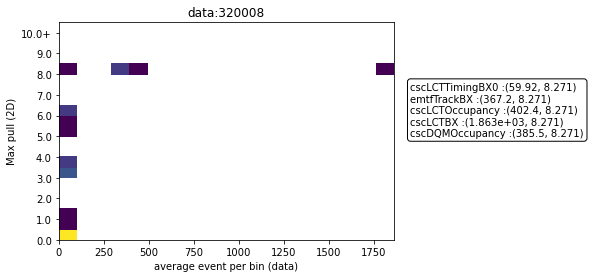 data:320008
10.0+
9.0
8.0
7.0
6.0
5.0
4.0
3.0
2.0
1.0
0.0
Max pull (2D)
0 250 500 750 1000 1250 1500 1750
average event per bin (data)
cscLCTTimingBX0 :(59.92, 8.271)
emtfTrackBX :(367.2, 8.271)
cscLCTOccupancy :(402.4, 8.271)
cscLCTBX :(1.863e+03, 8.271)
cscDQMOccupancy :(385.5, 8.271)